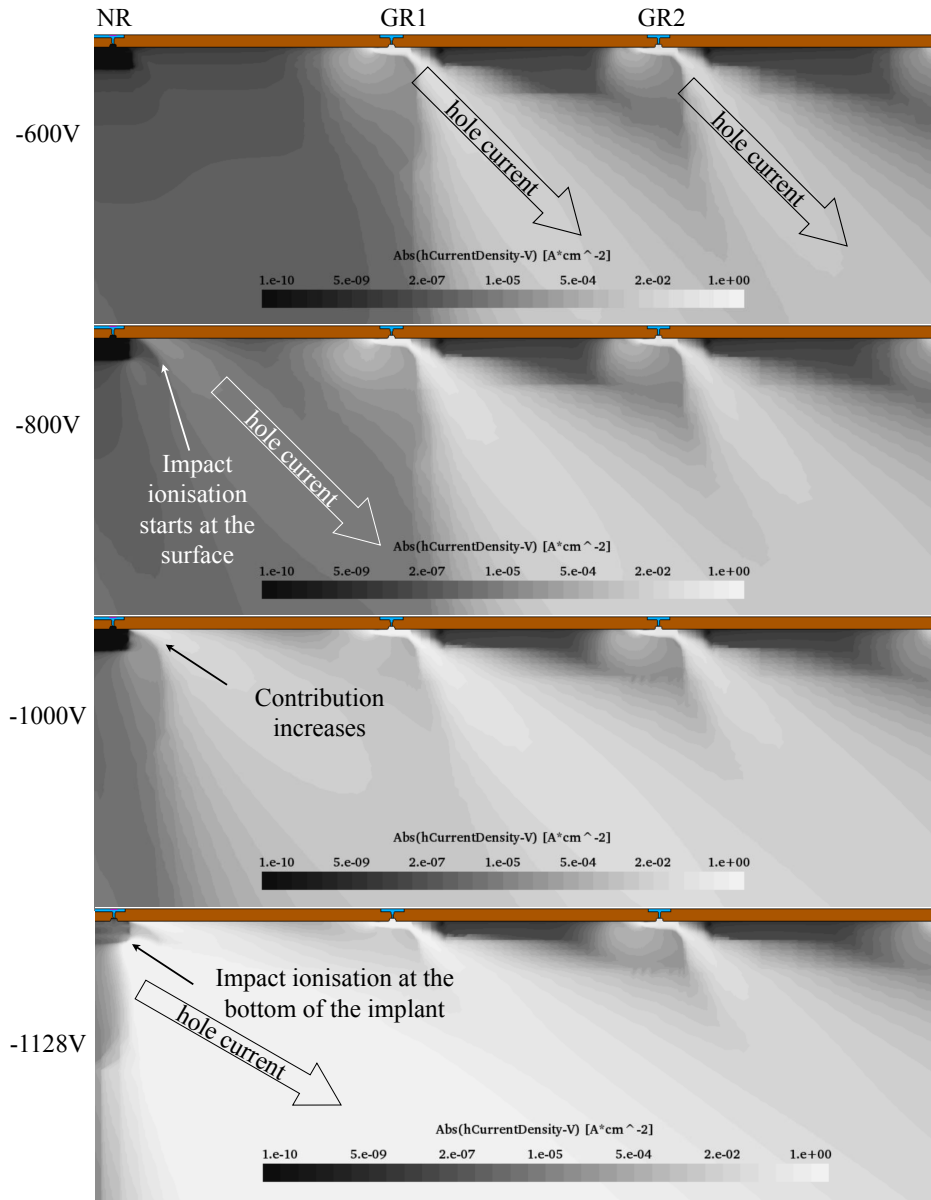 NR GR1 GR2
-600V
hole current hole current
Abs(hCurrentDensity-V) [A*cm^-2]
1.e-10 5.e-09 2.e-07 1.e-05 5.e-04 2.e-02 1.e+00
-800V
hole current
Impact
ionisation
starts at the
surface
Abs(hCurrentDensity-V) [A*cm^-2]
1.e-10 5.e-09 2.e-07 1.e-05 5.e-04 2.e-02 1.e+00
-1000V
Contribution
increases
Abs(hCurrentDensity-V) [A*cm^-2]
1.e-10 5.e-09 2.e-07 1.e-05 5.e-04 2.e-02 1.e+00
-1128V
Impact ionisation at the
bottom of the implant
hole current
Abs(hCurrentDensity-V) [A*cm^-2]
1.e-10 5.e-09 2.e-07 1.e-05 5.e-04 2.e-02 1.e+00